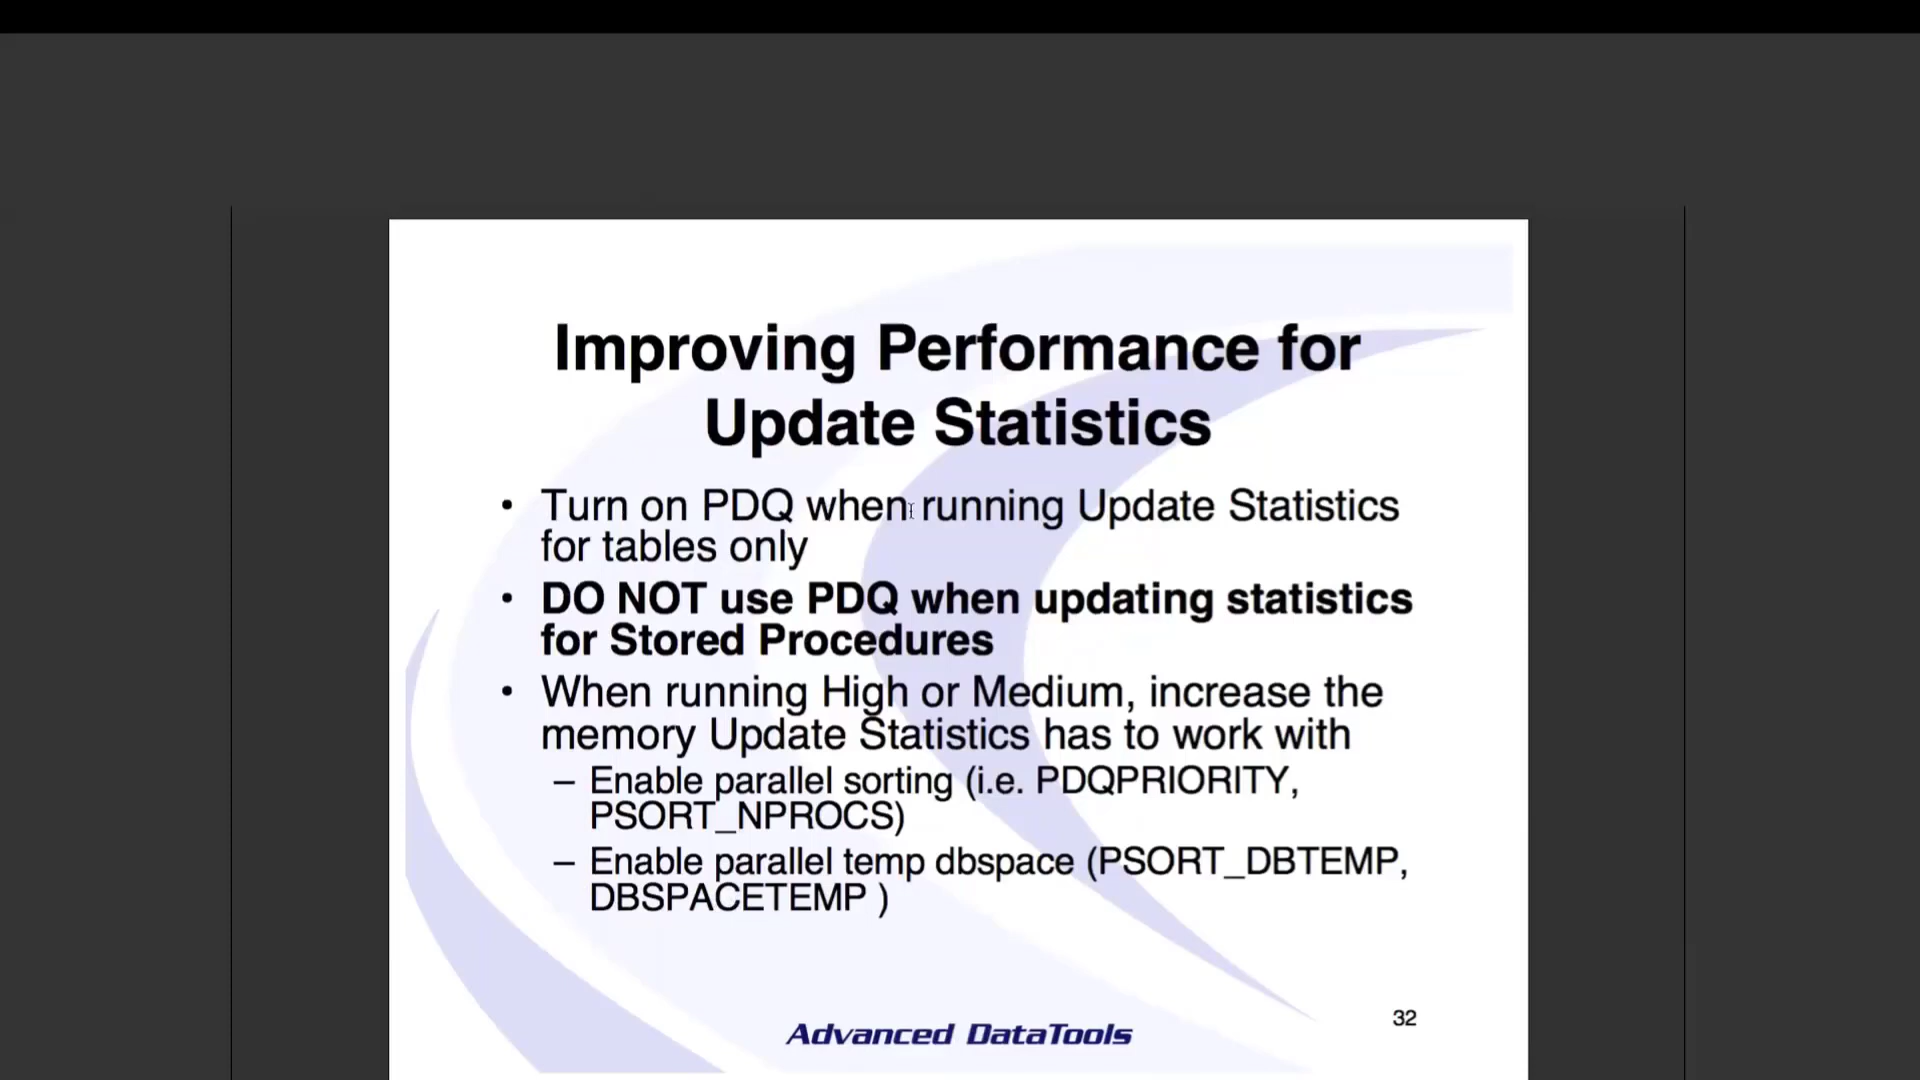 Improving Performance for
Update Statistics
• Turn on PDQ when running Update Statistics
for tables only
• DO NOT use PDQ when updating statistics
for Stored Procedures
• When running High or Medium, increase the
memory Update Statistics has to work with
– Enable parallel sorting (i.e. PDQPRIORITY,
PSORT_NPROCS)
– Enable parallel temp dbspace (PSORT_DBTEMP,
DBSPACETEMP )
32
Advanced DataTools